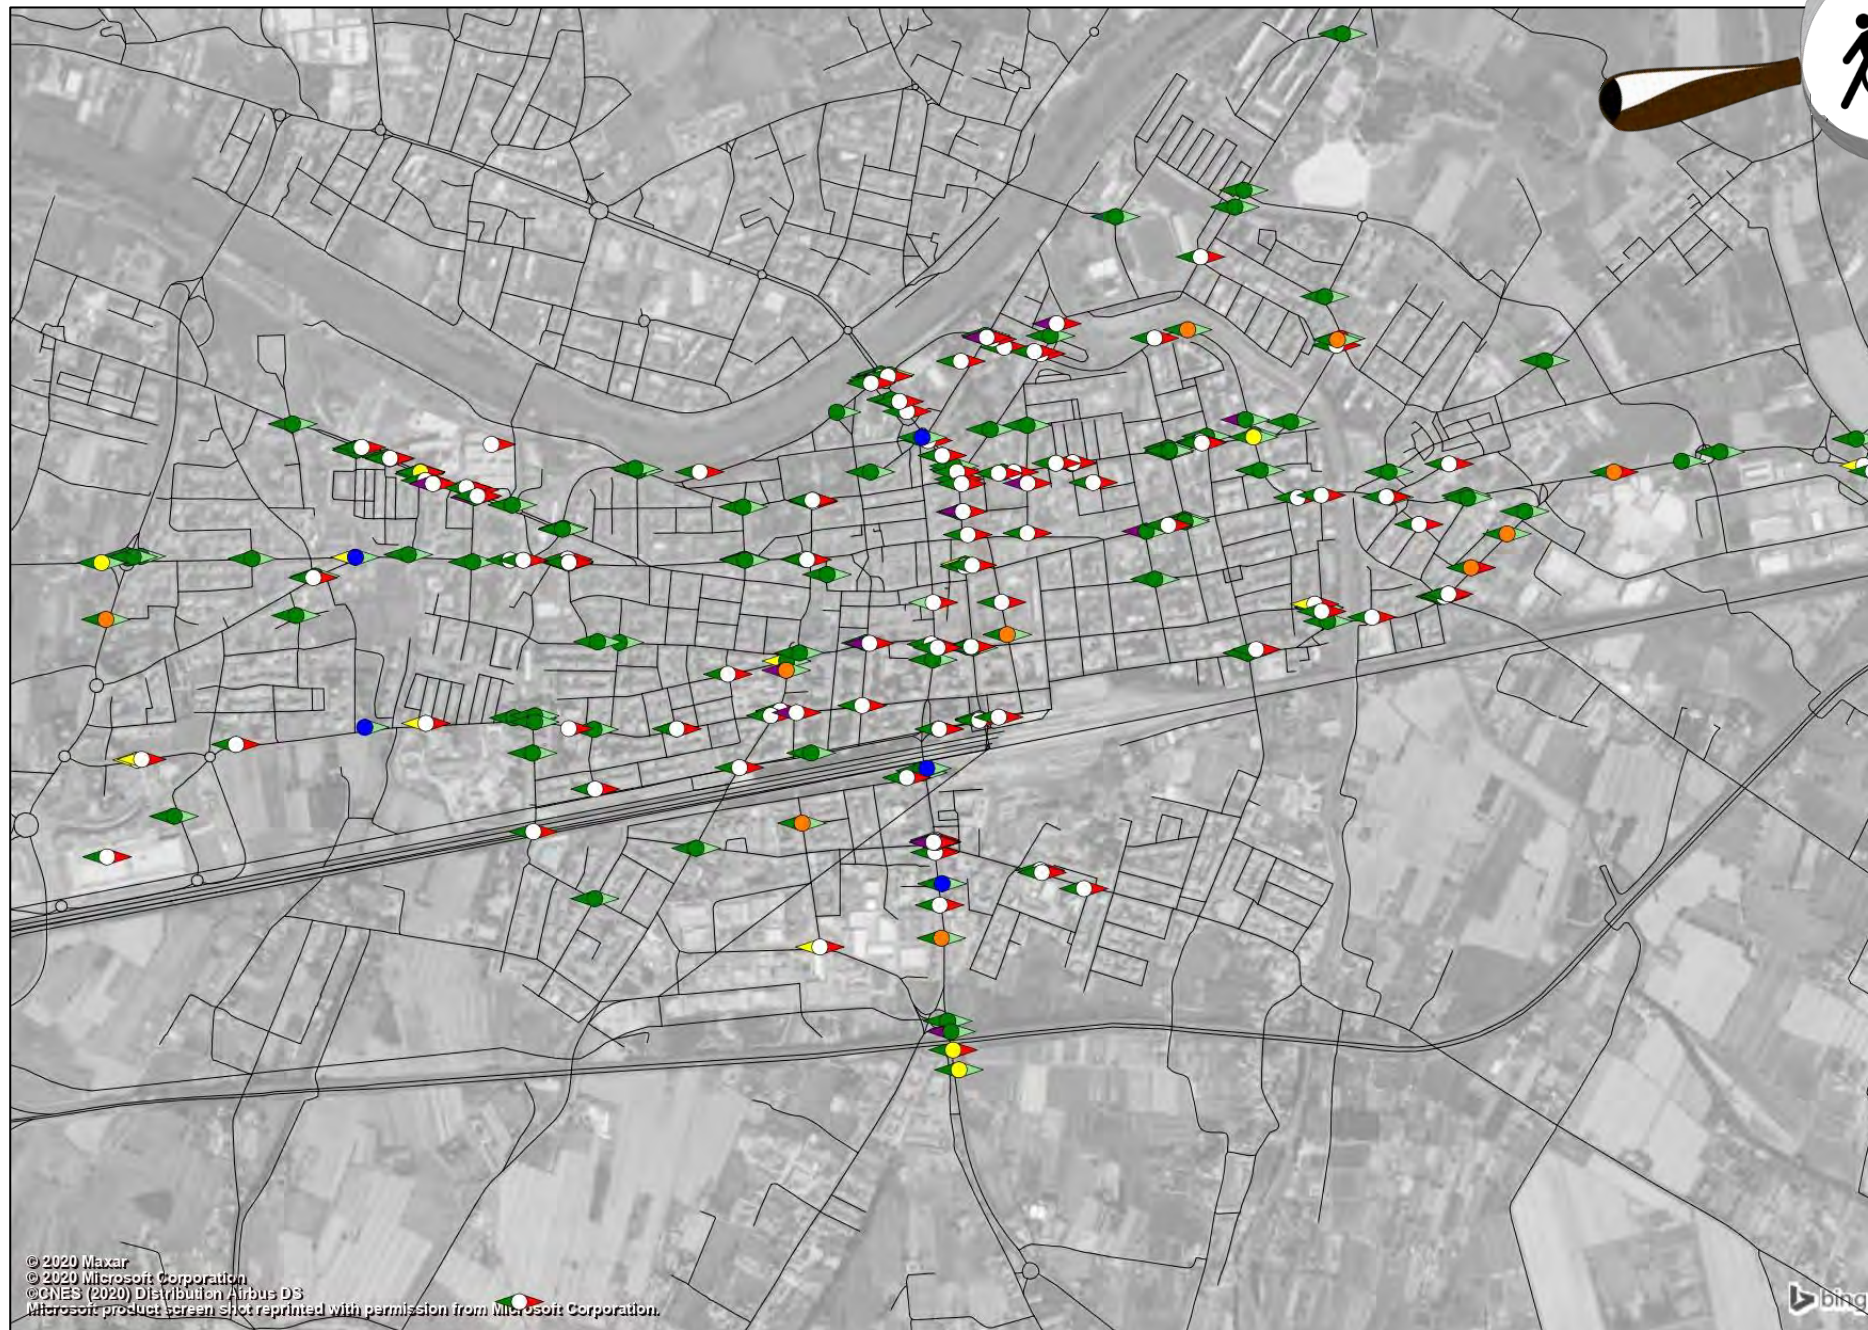 © 2020 Maxar
© 2020 Microsoft Corporation
©CNES (2020) Distribution Airbus DS
Microsoft product screen shot reprinted with permission from Microsoft Corporation.
bing